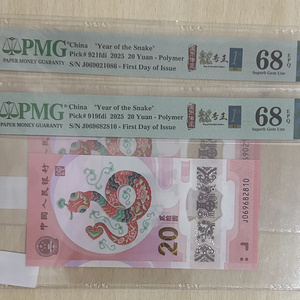 PMG
PAPER MONEY GUARANTY
China "Year of the Snake"
Pick# 921fdi 2025 20 Yuan - Polymer
S/N J069021086 - First Day of Issue
68 EPQ
Superb Gem Unc
PMG
PAPER MONEY GUARANTY
China "Year of the Snake"
Pick# 919fdi 2025 20 Yuan - Polymer
S/N J069682810 - First Day of Issue
68 EPQ
Superb Gem Unc
中国人民银行
20
贰拾圆
J069682810